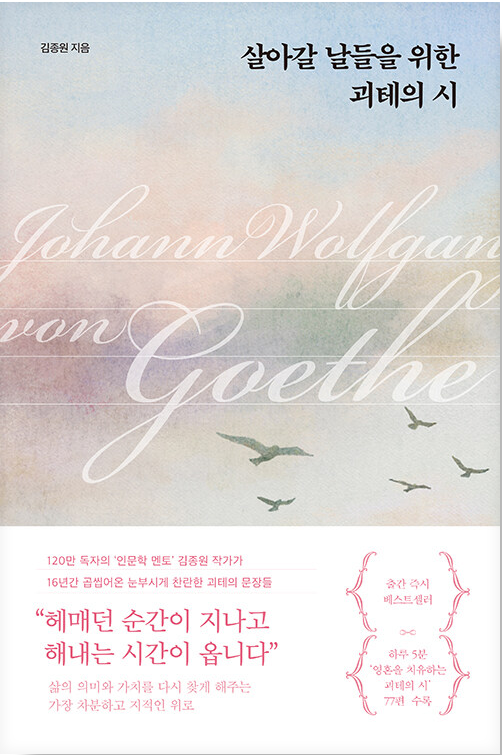 김종원 지음
살아갈 날들을 위한
괴테의 시
Johann Wolfgang
von Goethe
120만 독자의 '인문학 멘토' 김종원 작가가
16년간 곱씹어온 눈부시게 찬란한 괴테의 문장들
“헤매던 순간이 지나고
해내는 시간이 옵니다”
삶의 의미와 가치를 다시 찾게 해주는
가장 차분하고 지적인 위로
출간 즉시
베스트셀러
하루 5분
'영혼을 치유하는
괴테의 시'
77편 수록